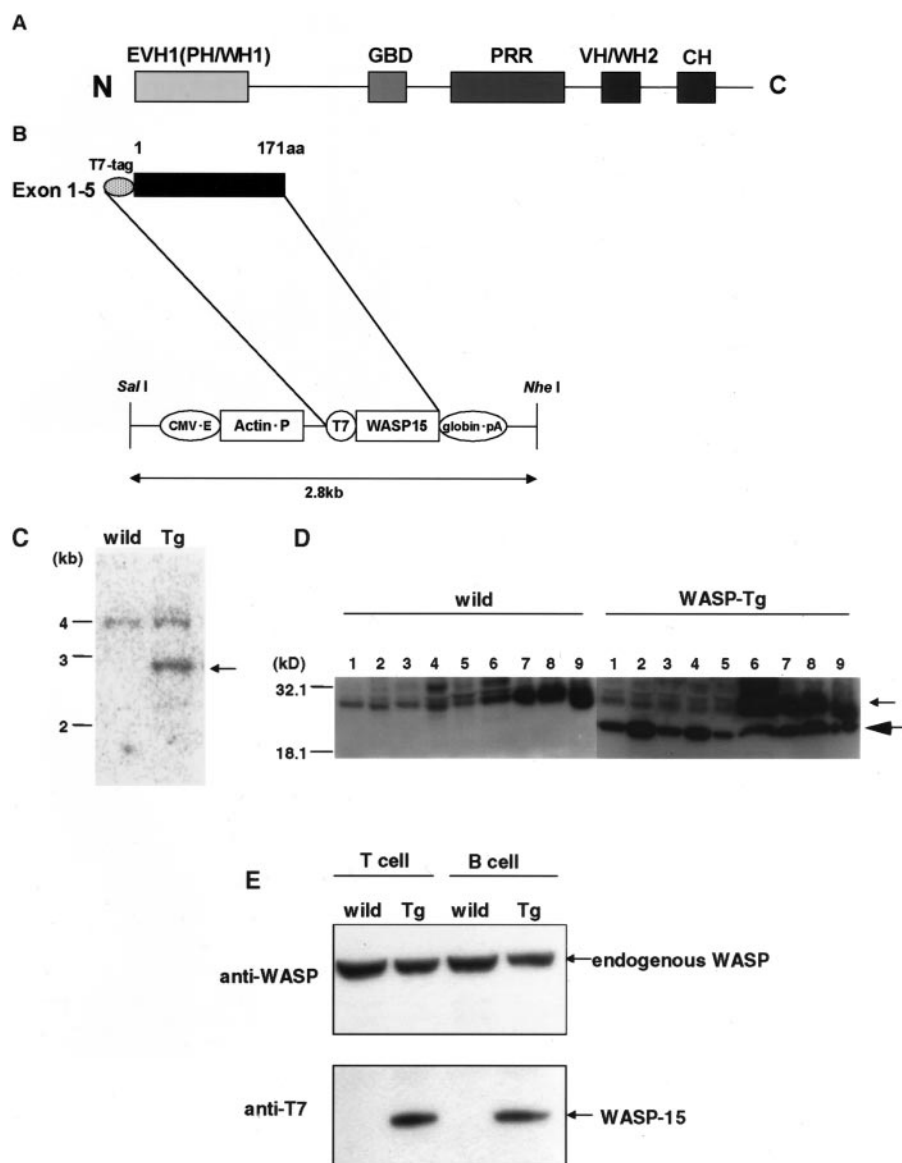 A
EVH1(PH/WH1) GBD PRR VH/WH2 CH
N C
B
1 171aa
T7-tag
Exon 1-5
Sal I Nhe I
CMV·E Actin·P T7 WASP15 globin·pA
2.8kb
C
wild Tg
(kb)
4
3
2
D
wild WASP-Tg
(kD) 1 2 3 4 5 6 7 8 9 1 2 3 4 5 6 7 8 9
32.1
18.1
E
T cell B cell
wild Tg wild Tg
anti-WASP endogenous WASP
anti-T7 WASP-15